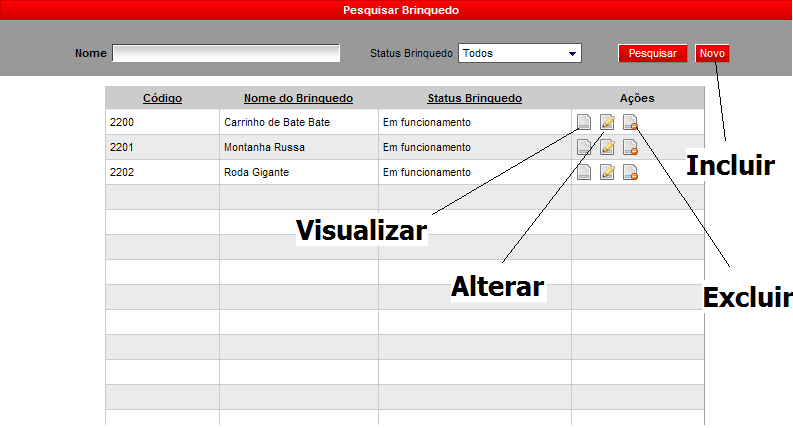 Pesquisar Brinquedo
Nome Status Brinquedo Todos Pesquisar Novo
Código Nome do Brinquedo Status Brinquedo Ações
2200 Carrinho de Bate Bate Em funcionamento
2201 Montanha Russa Em funcionamento
2202 Roda Gigante Em funcionamento
Incluir
Visualizar
Alterar
Excluir